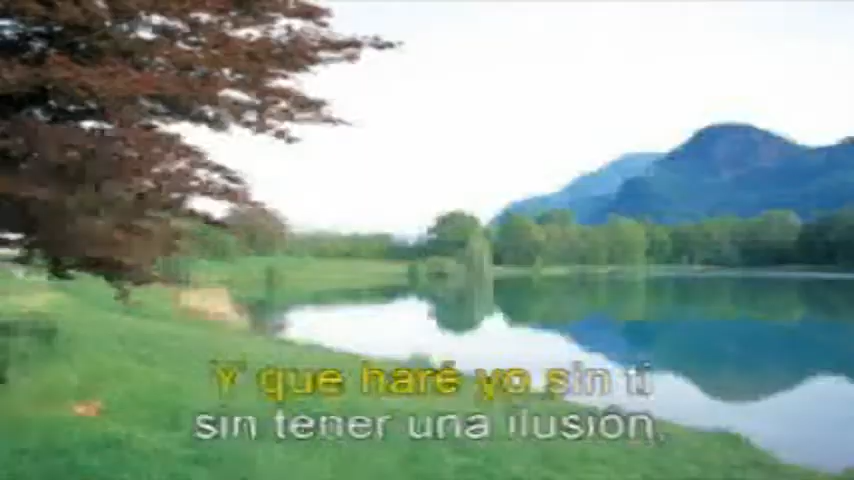 Y que haré yo sin ti
sin tener una ilusión.